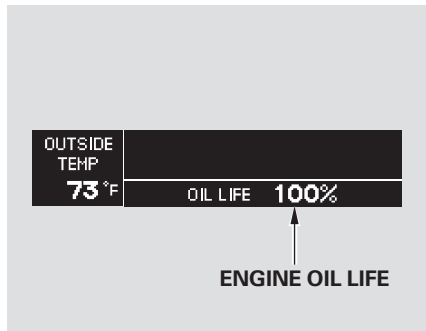 OUTSIDE
TEMP
73°F
OIL LIFE 100%
ENGINE OIL LIFE